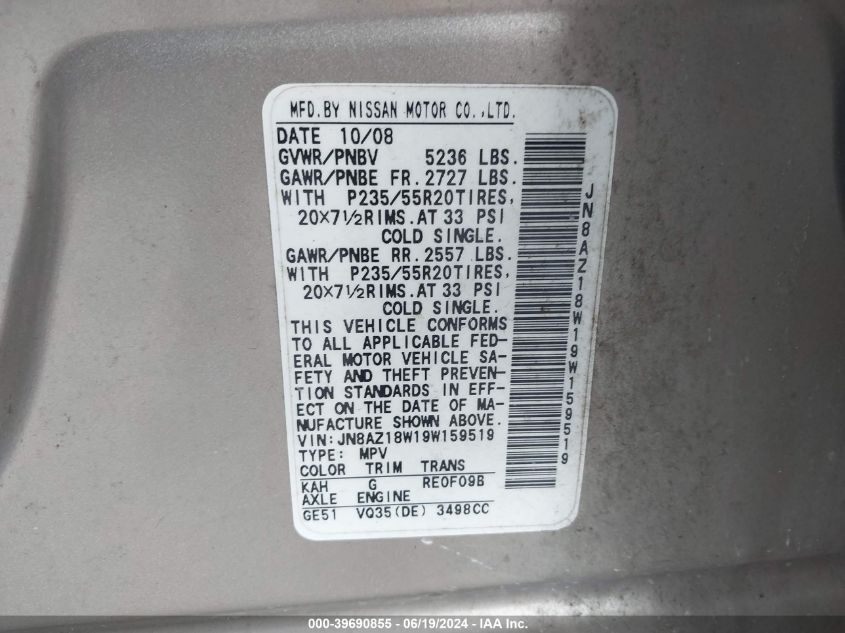 MFD.BY NISSAN MOTOR CO.,LTD.
DATE 10/08
GVWR/PNBV 5236 LBS.
GAWR/PNBE FR. 2727 LBS.
WITH P235/55R20TIRES,
20X7½RIMS.AT 33 PSI
COLD SINGLE.
GAWR/PNBE RR. 2557 LBS.
WITH P235/55R20TIRES,
20X7½RIMS.AT 33 PSI
COLD SINGLE.
THIS VEHICLE CONFORMS
TO ALL APPLICABLE FED-
ERAL MOTOR VEHICLE SA-
FETY AND THEFT PREVEN-
TION STANDARDS IN EFF-
ECT ON THE DATE OF MA-
NUFACTURE SHOWN ABOVE.
VIN:JN8AZ18W19W159519
TYPE: MPV
COLOR TRIM TRANS
KAH G RE0F09B
AXLE ENGINE
GE51 VQ35(DE) 3498CC
JN8AZ18W19W159519
000-39690855 - 06/19/2024 - IAA Inc.